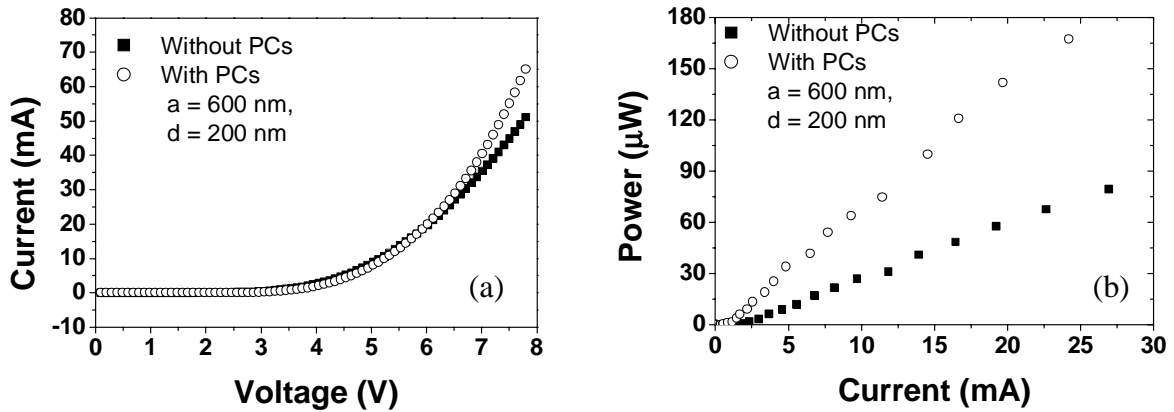 80
70
60
50
40
30
20
10
0
-10
Current (mA)
Without PCs
With PCs
a = 600 nm,
d = 200 nm
(a)
0 1 2 3 4 5 6 7 8
Voltage (V)
180
150
120
90
60
30
0
Power (μW)
Without PCs
With PCs
a = 600 nm,
d = 200 nm
(b)
0 5 10 15 20 25 30
Current (mA)